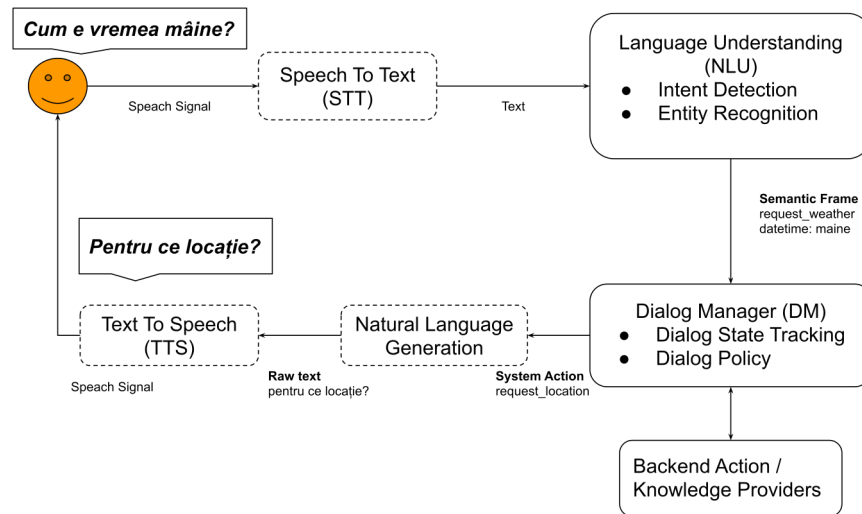 Cum e vremea mâine?
Speech To Text
(STT)
Speach Signal
Text
Language Understanding
(NLU)
● Intent Detection
● Entity Recognition
Semantic Frame
request_weather
datetime: maine
Pentru ce locație?
Text To Speech
(TTS)
Speach Signal
Raw text
pentru ce locație?
Natural Language
Generation
System Action
request_location
Dialog Manager (DM)
● Dialog State Tracking
● Dialog Policy
Backend Action /
Knowledge Providers